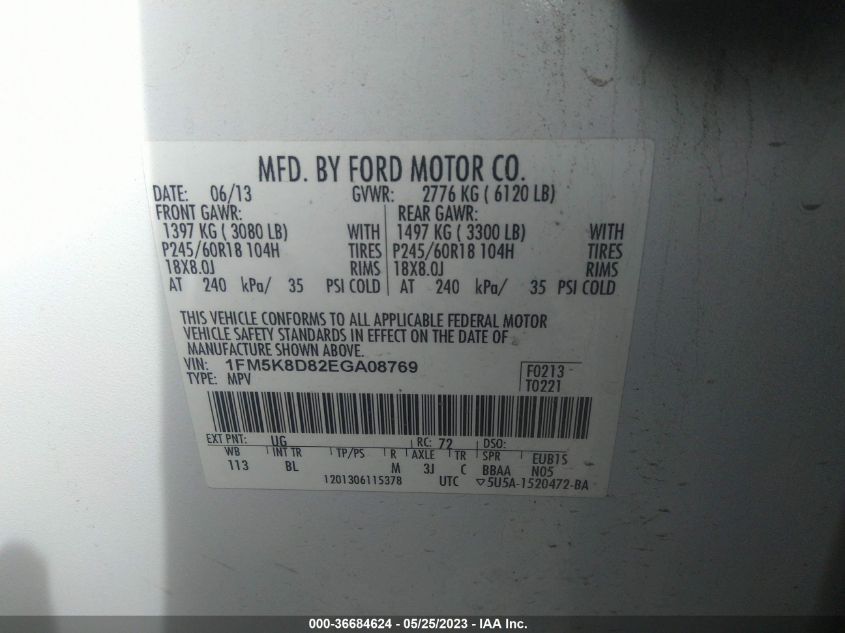 MFD. BY FORD MOTOR CO.
DATE: 06/13 GVWR: 2776 KG ( 6120 LB)
FRONT GAWR: REAR GAWR:
1397 KG ( 3080 LB) WITH 1497 KG ( 3300 LB) WITH
P245/60R18 104H TIRES P245/60R18 104H TIRES
18X8.0J RIMS 18X8.0J RIMS
AT 240 kPa/ 35 PSI COLD AT 240 kPa/ 35 PSI COLD
THIS VEHICLE CONFORMS TO ALL APPLICABLE FEDERAL MOTOR
VEHICLE SAFETY STANDARDS IN EFFECT ON THE DATE OF
MANUFACTURE SHOWN ABOVE.
VIN: 1FM5K8D82EGA08769 F0213
TYPE: MPV T0221
EXT PNT: UG RC: 72 DSO:
WB INT TR TP/PS R AXLE TR SPR EUB1S
113 BL M 3J C BBAA N05
1201306115378 UTC ▽5U5A-1520472-BA
000-36684624 - 05/25/2023 - U.S.A Inc.